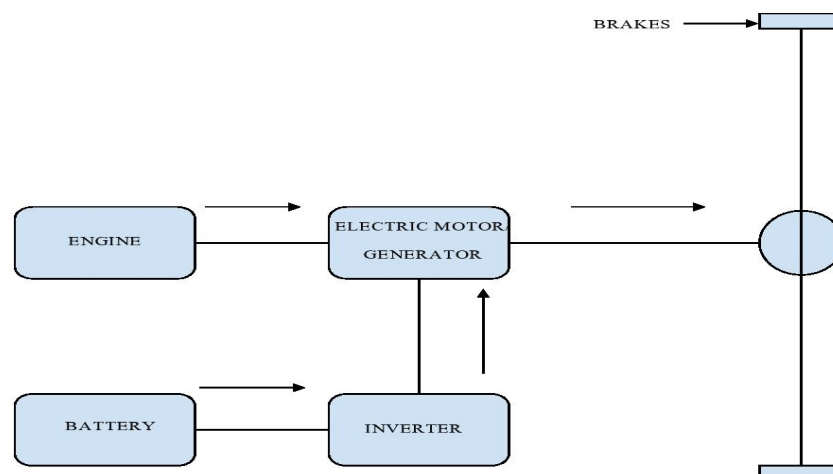 BRAKES
ENGINE
ELECTRIC MOTOR/
GENERATOR
BATTERY
INVERTER